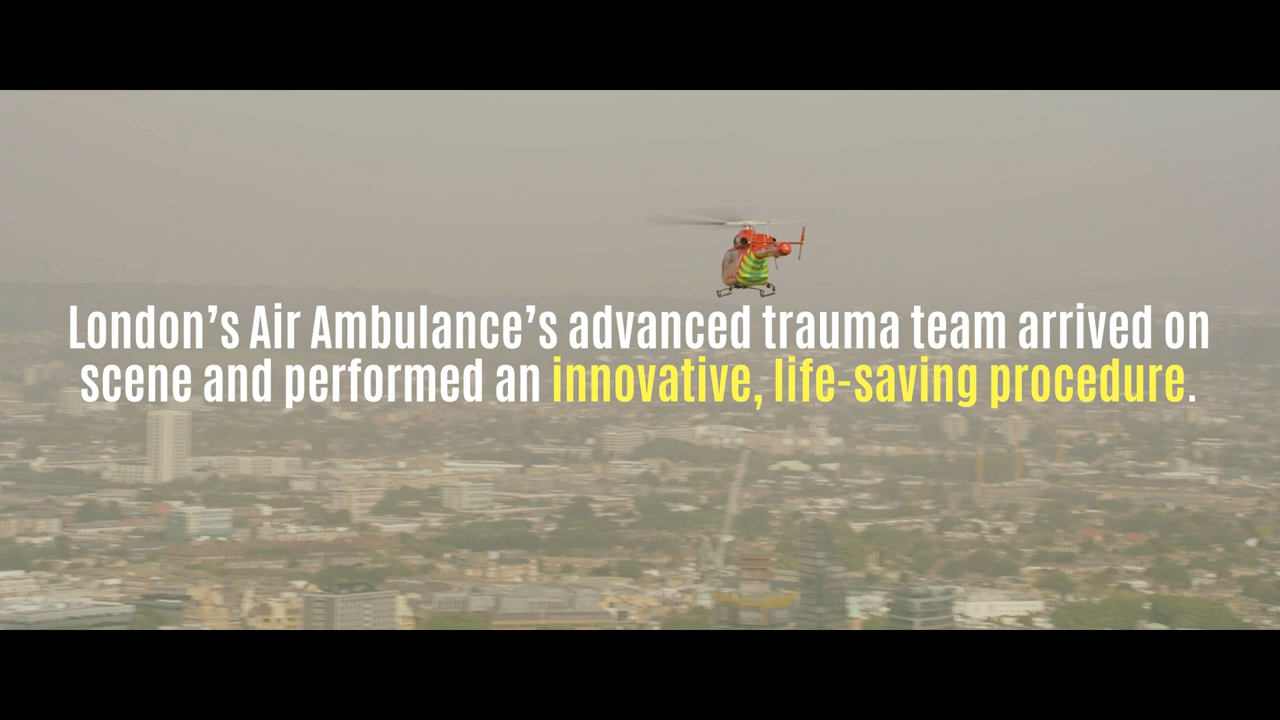 London’s Air Ambulance’s advanced trauma team arrived on
scene and performed an innovative, life-saving procedure.